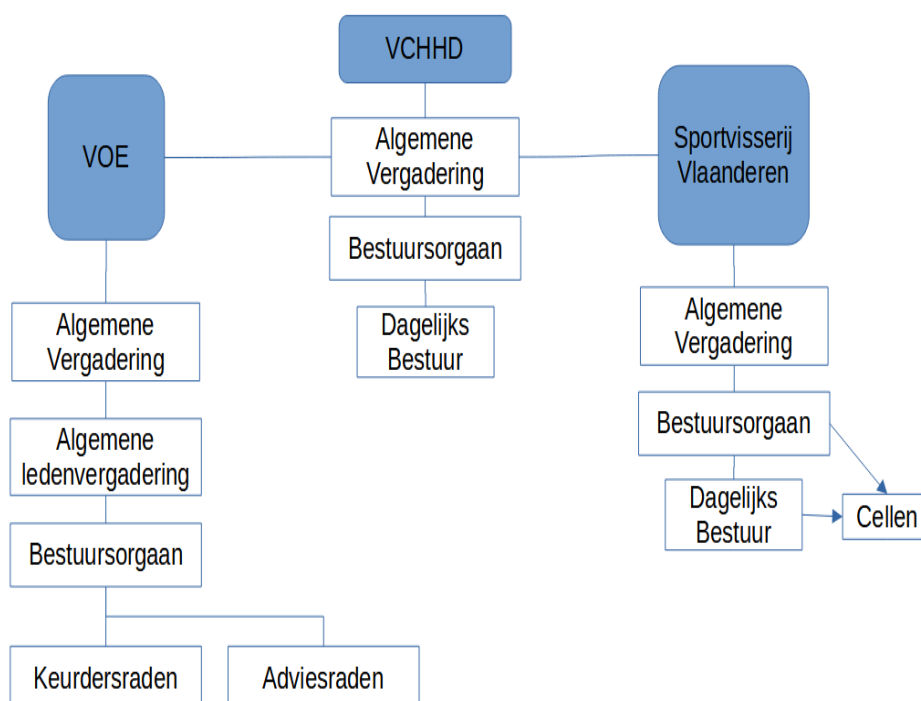 VCHHD
VOE
Algemene
Vergadering
Sportvisserij
Vlaanderen
Bestuursorgaan
Dagelijks
Bestuur
Algemene
Vergadering
Algemene
ledenvergadering
Bestuursorgaan
Keurdersraden
Adviesraden
Algemene
Vergadering
Bestuursorgaan
Dagelijks
Bestuur
Cellen